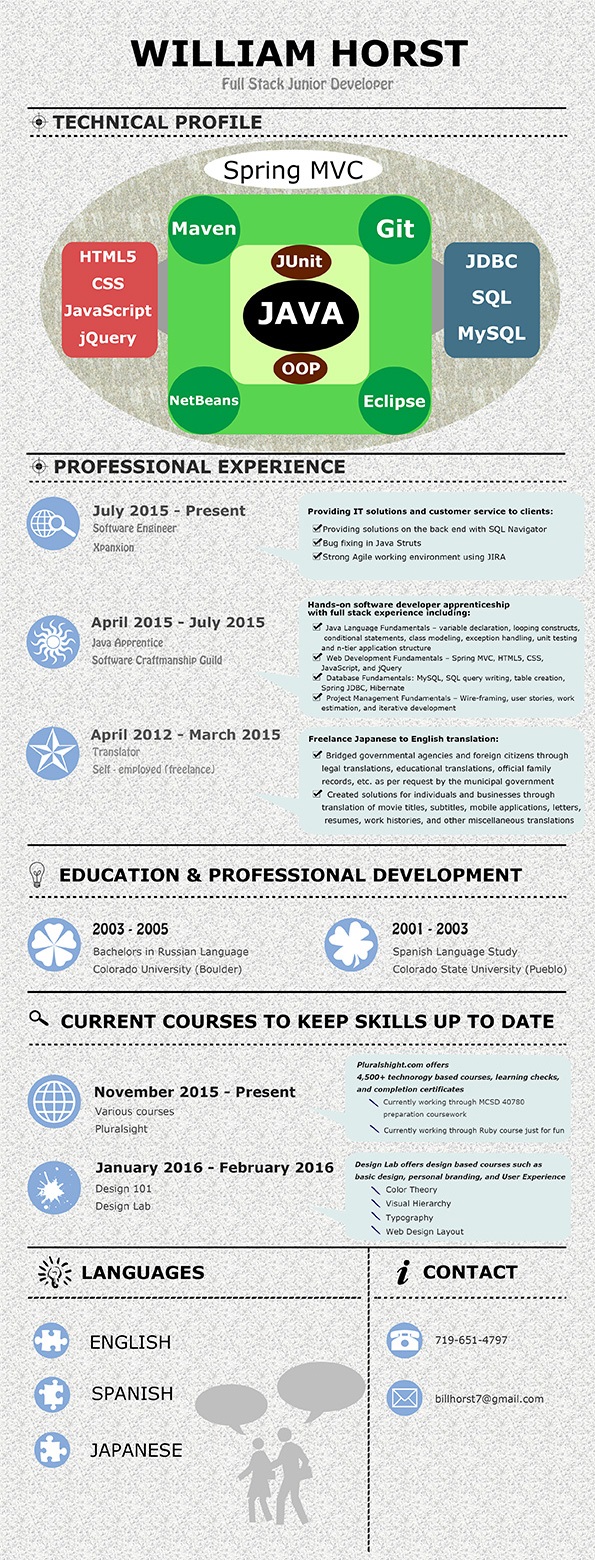 WILLIAM HORST
Full Stack Junior Developer
TECHNICAL PROFILE
Spring MVC
Maven
Git
HTML5
CSS
JavaScript
jQuery
JUnit
JAVA
OOP
JDBC
SQL
MySQL
NetBeans
Eclipse
PROFESSIONAL EXPERIENCE
July 2015 - Present
Software Engineer
Xpanxion
Providing IT solutions and customer service to clients:
Providing solutions on the back end with SQL Navigator
Bug fixing in Java Struts
Strong Agile working environment using JIRA
April 2015 - July 2015
Java Apprentice
Software Craftmanship Guild
Hands-on software developer apprenticeship
with full stack experience including:
Java Language Fundamentals – variable declaration, looping constructs,
conditional statements, class modeling, exception handling, unit testing
and n-tier application structure
Web Development Fundamentals – Spring MVC, HTML5, CSS,
JavaScript, and jQuery
Database Fundamentals: MySQL, SQL query writing, table creation,
Spring JDBC, Hibernate
Project Management Fundamentals – Wire-framing, user stories, work
estimation, and iterative development
April 2012 - March 2015
Translator
Self - employed (freelance)
Freelance Japanese to English translation:
Bridged governmental agencies and foreign citizens through
legal translations, educational translations, official family
records, etc. as per request by the municipal government
Created solutions for individuals and businesses through
translation of movie titles, subtitles, mobile applications, letters,
resumes, work histories, and other miscellaneous translations
EDUCATION & PROFESSIONAL DEVELOPMENT
2003 - 2005
Bachelors in Russian Language
Colorado University (Boulder)
2001 - 2003
Spanish Language Study
Colorado State University (Pueblo)
CURRENT COURSES TO KEEP SKILLS UP TO DATE
November 2015 - Present
Various courses
Pluralsight
Pluralshight.com offers
4,500+ technorogy based courses, learning checks,
and completion certificates
Currently working through MCSD 40780
preparation coursework
Currently working through Ruby course just for fun
January 2016 - February 2016
Design 101
Design Lab
Design Lab offers design based courses such as
basic design, personal branding, and User Experience
Color Theory
Visual Hierarchy
Typography
Web Design Layout
LANGUAGES
ENGLISH
SPANISH
JAPANESE
CONTACT
719-651-4797
billhorst7@gmail.com